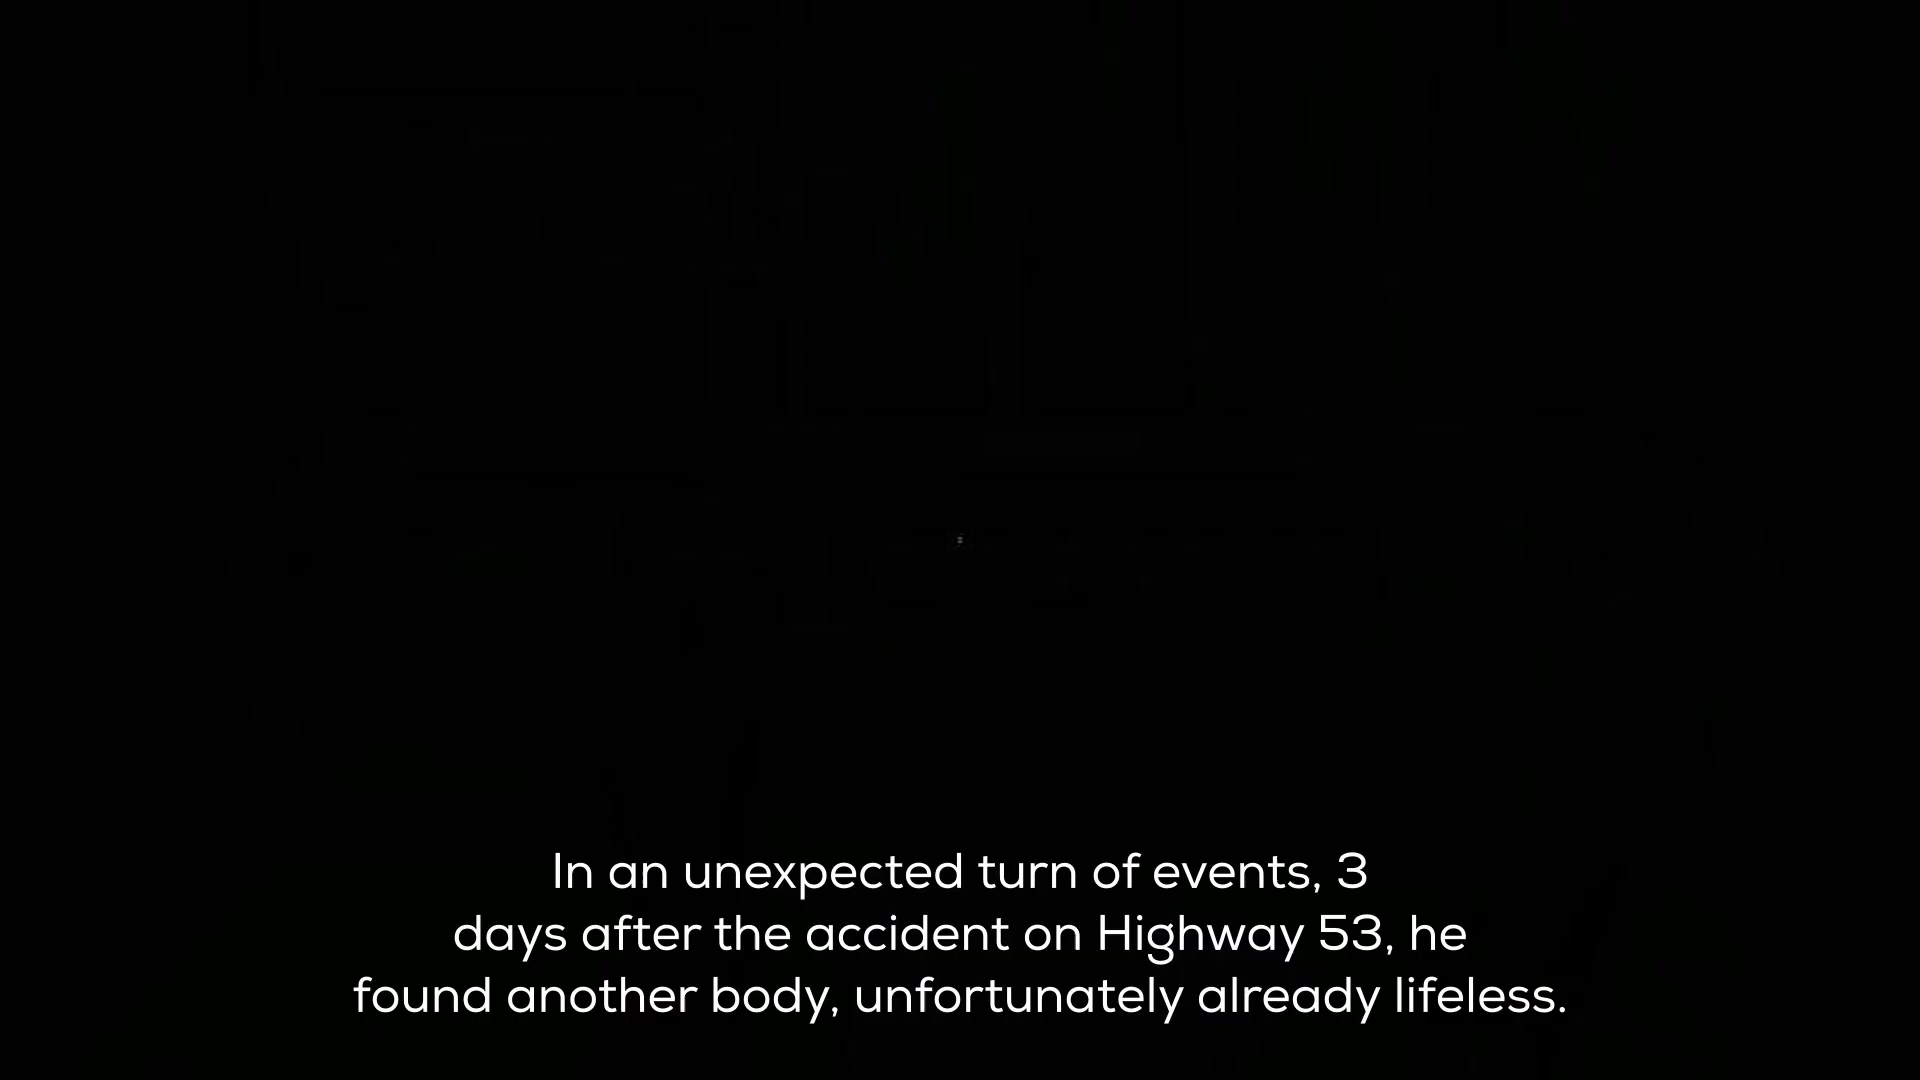 In an unexpected turn of events, 3
days after the accident on Highway 53, he
found another body, unfortunately already lifeless.